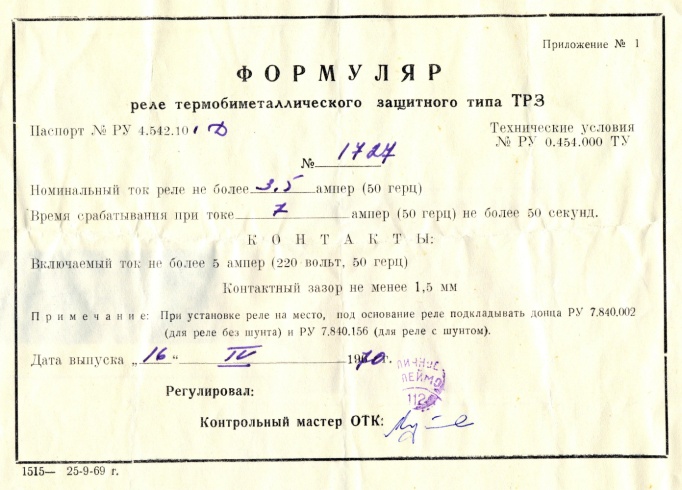 Приложение № 1
ФОРМУЛЯР
реле термобиметаллического защитного типа ТРЗ
Паспорт № РУ 4.542.101 Д
Технические условия
№ РУ 0.454.000 ТУ
№ 1727
Номинальный ток реле не более 3,5 ампер (50 герц)
Время срабатывания при токе 7 ампер (50 герц) не более 50 секунд.
КОНТАКТЫ:
Включаемый ток не более 5 ампер (220 вольт, 50 герц)
Контактный зазор не менее 1,5 мм
Примечание: При установке реле на место, под основание реле подкладывать донца РУ 7.840.002
(для реле без шунта) и РУ 7.840.156 (для реле с шунтом).
Дата выпуска „16“ IV 1970 г.
ЛИЧНОЕ
КЛЕЙМО
112
Регулировал:
Контрольный мастер ОТК:
1515— 25-9-69 г.